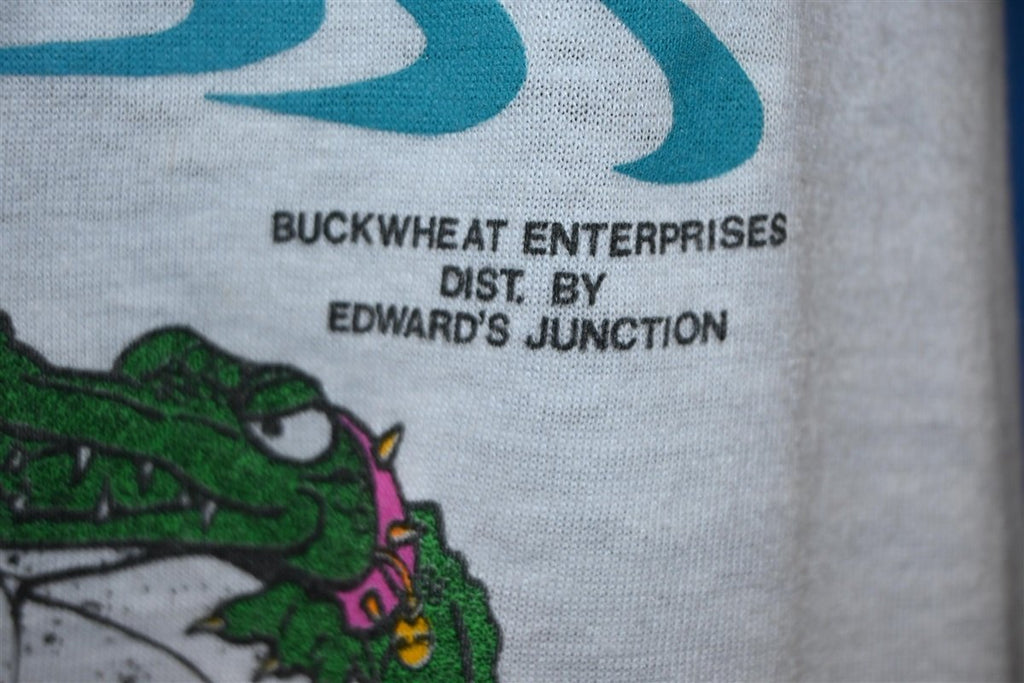 BUCKWHEAT ENTERPRISES
DIST. BY
EDWARD'S JUNCTION